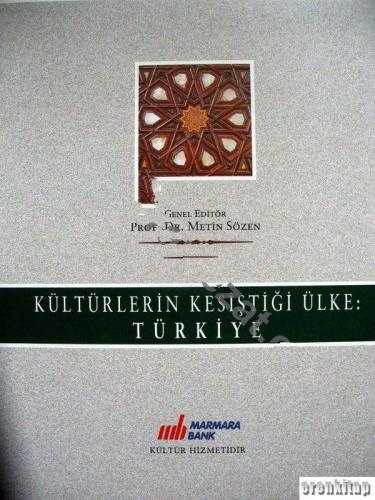 GENEL EDİTÖR
PROF. DR. METİN SÖZEN
KÜLTÜRLERİN KESİŞTİĞİ ÜLKE:
TÜRKİYE
MARMARA
BANK
KÜLTÜR HİZMETİDİR
erenkitap